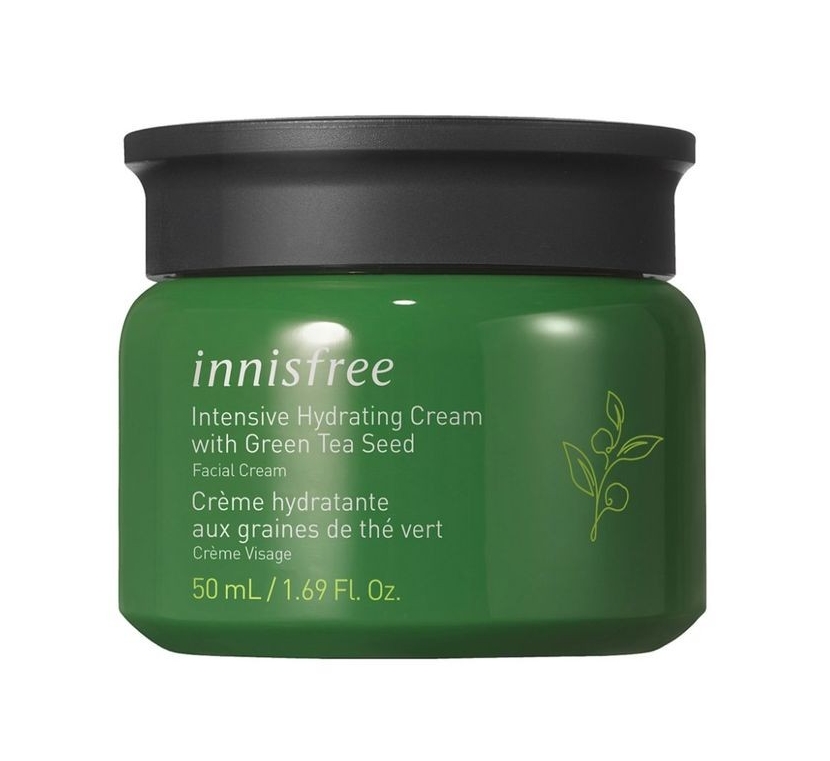 innisfree
Intensive Hydrating Cream
with Green Tea Seed
Facial Cream
Crème hydratante
aux graines de thé vert
Crème Visage
50 mL / 1.69 Fl. Oz.